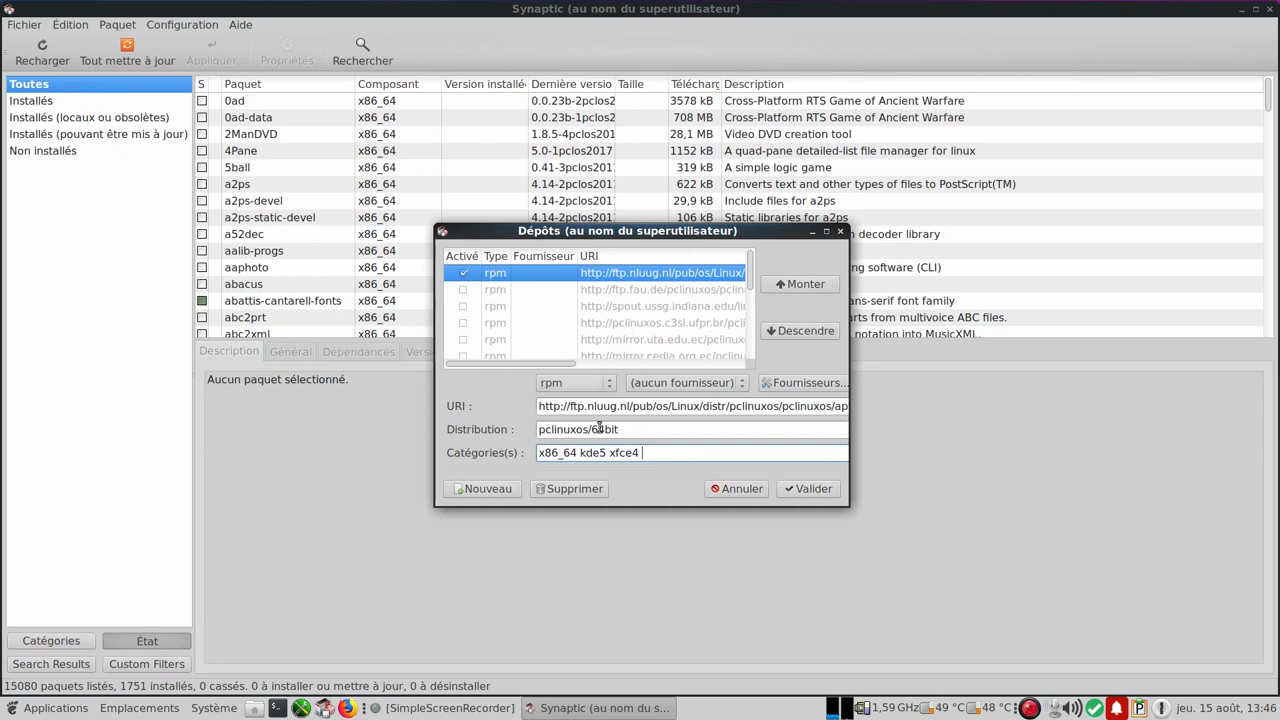 Synaptic (au nom du superutilisateur)
Fichier Édition Paquet Configuration Aide
Recharger Tout mettre à jour Appliquer Propriétés Rechercher
Toutes
Installés
Installés (locaux ou obsolètes)
Installés (pouvant être mis à jour)
Non installés
S Paquet Composant Version installée Dernière versio Taille Télécharg Description
0ad x86_64 0.0.23b-2pclos2 3578 kB Cross-Platform RTS Game of Ancient Warfare
0ad-data x86_64 0.0.23b-1pclos2 708 MB Cross-Platform RTS Game of Ancient Warfare
2ManDVD x86_64 1.8.5-4pclos201 28,1 MB Video DVD creation tool
4Pane x86_64 5.0-1pclos2017 1152 kB A quad-pane detailed-list file manager for linux
5ball x86_64 0.41-3pclos201 319 kB A simple logic game
a2ps x86_64 4.14-2pclos201 622 kB Converts text and other types of files to PostScript(TM)
a2ps-devel x86_64 4.14-2pclos201 29,9 kB Include files for a2ps
a2ps-static-devel x86_64 4.14-2pclos201 106 kB Static libraries for a2ps
a52dec x86_64 decoder library
aalib-progs x86_64
aaphoto x86_64 ing software (CLI)
abacus x86_64
abattis-cantarell-fonts x86_64 ans-serif font family
abc2prt x86_64 arts from multivoice ABC files.
abc2xml x86_64 notation into MusicXML.
Description Général Dépendances Versi
Aucun paquet sélectionné.
Dépôts (au nom du superutilisateur)
Activé Type Fournisseur URI
rpm http://ftp.nluug.nl/pub/os/Linux/
rpm http://ftp.fau.de/pclinuxos/pclin
rpm http://spout.ussg.indiana.edu/li
rpm http://pclinuxos.c3sl.ufpr.br/pcli
rpm http://mirror.uta.edu.ec/pclinux
rpm http://mirror.cedia.org.ec/pclinu
Monter
Descendre
rpm (aucun fournisseur) Fournisseurs...
URI : http://ftp.nluug.nl/pub/os/Linux/distr/pclinuxos/pclinuxos/ap
Distribution : pclinuxos/64bit
Catégories(s) : x86_64 kde5 xfce4
Nouveau Supprimer Annuler Valider
Catégories État
Search Results Custom Filters
15080 paquets listés, 1751 installés, 0 cassés. 0 à installer ou mettre à jour, 0 à désinstaller
Applications Emplacements Système [SimpleScreenRecorder] Synaptic (au nom du s... 1,59 GHz 49 °C 48 °C P jeu. 15 août, 13:46